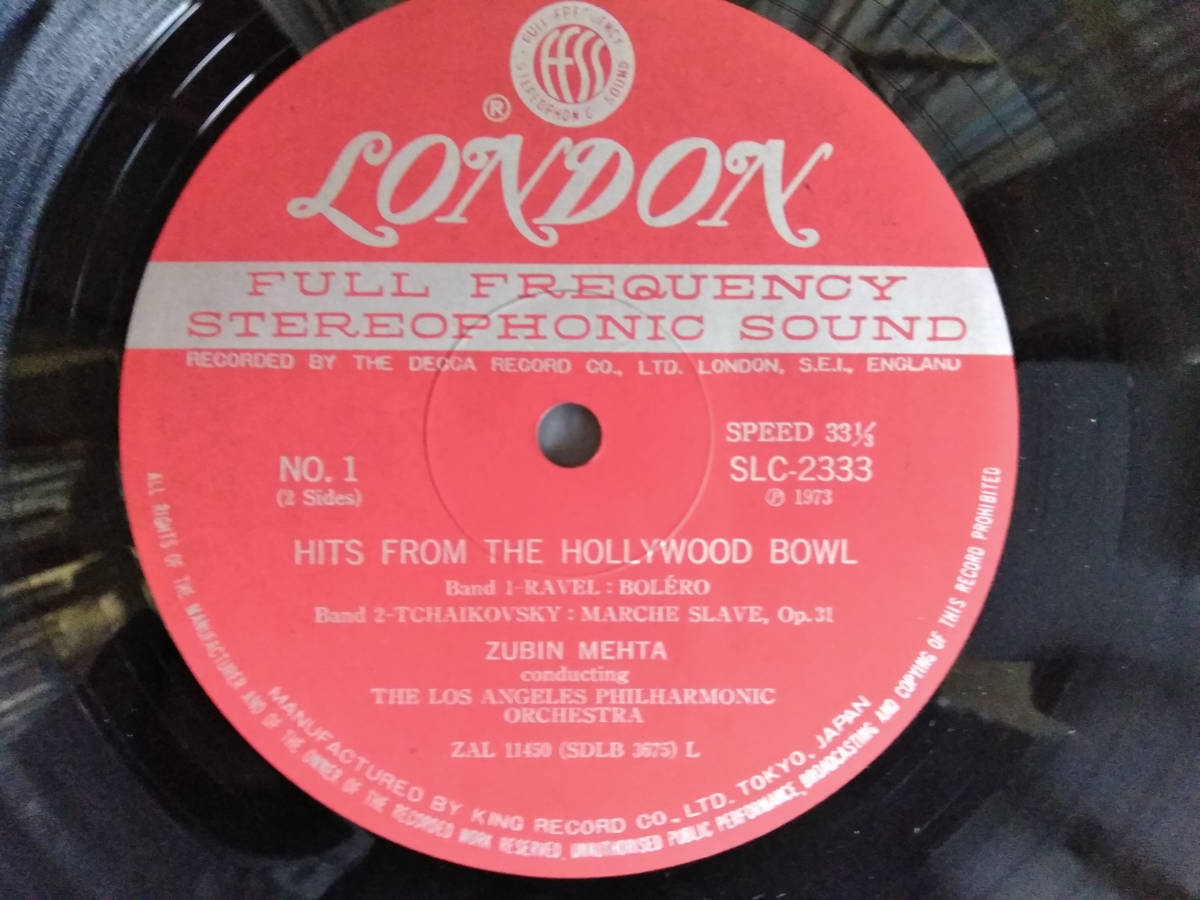 FULL FREQUENCY
STEREOPHONIC SOUND
ffss
®
LONDON
FULL FREQUENCY
STEREOPHONIC SOUND
RECORDED BY THE DECCA RECORD CO., LTD. LONDON, S.E.I., ENGLAND
NO. 1
(2 Sides)
SPEED 33⅓
SLC-2333
℗ 1973
HITS FROM THE HOLLYWOOD BOWL
Band 1-RAVEL : BOLÉRO
Band 2-TCHAIKOVSKY : MARCHE SLAVE, Op.31
ZUBIN MEHTA
conducting
THE LOS ANGELES PHILHARMONIC
ORCHESTRA
ZAL 11450 (SDLB 3675) L
MANUFACTURED BY KING RECORD CO., LTD. TOKYO. JAPAN
ALL RIGHTS OF THE MANUFACTURER AND OF THE OWNER OF THE RECORDED WORK RESERVED. UNAUTHORISED PUBLIC PERFORMANCE, BROADCASTING AND COPYING OF THIS RECORD PROHIBITED